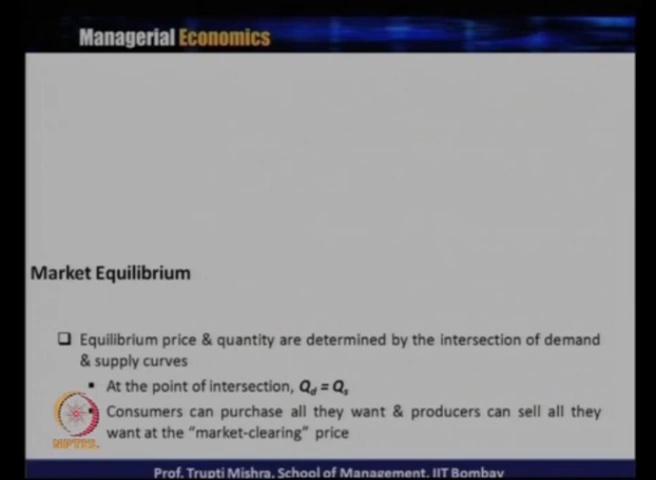 Managerial Economics
Market Equilibrium
❑ Equilibrium price & quantity are determined by the intersection of demand
& supply curves
▪ At the point of intersection, Qd = Qs
▪ Consumers can purchase all they want & producers can sell all they
want at the “market-clearing” price
NPTEL
Prof. Trupti Mishra, School of Management, IIT Bombay